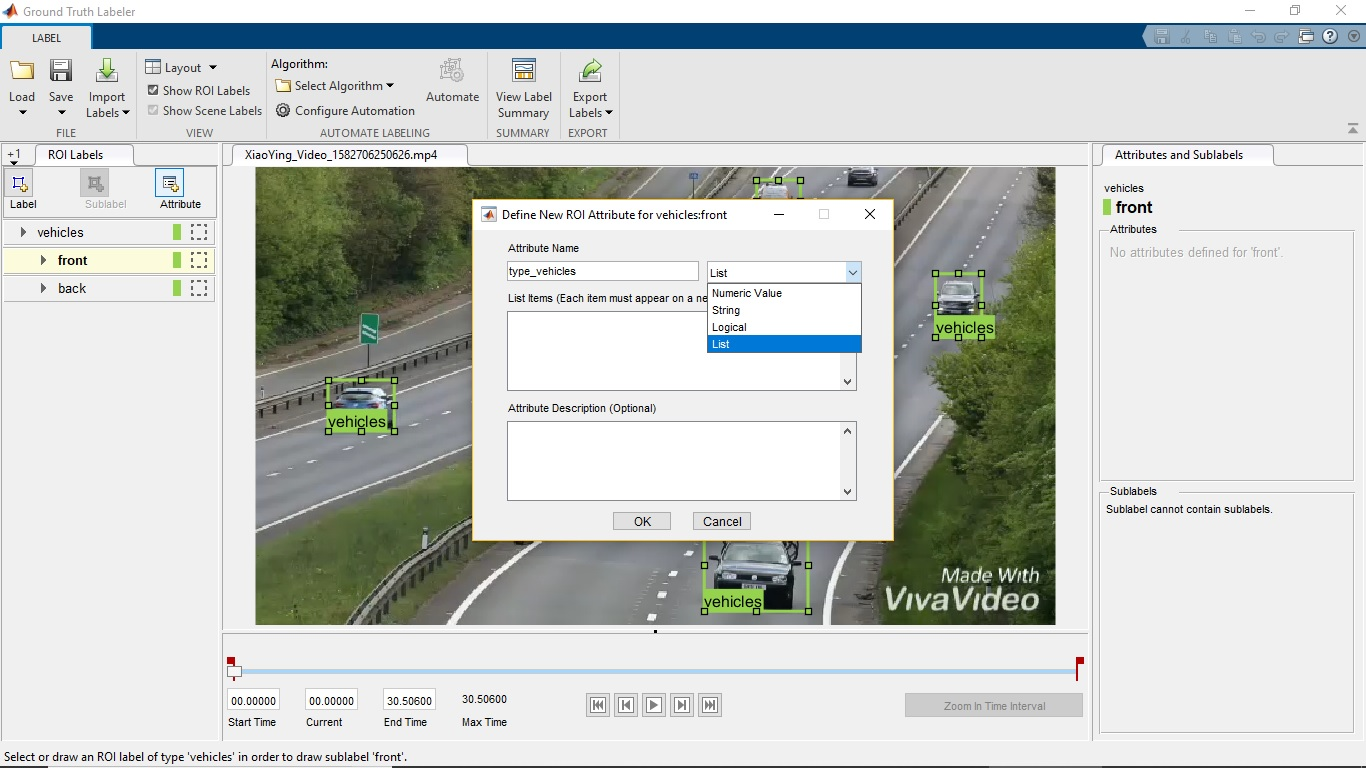 Ground Truth Labeler
LABEL
Load
Save
Import
Labels
FILE
Layout
Show ROI Labels
Show Scene Labels
VIEW
Algorithm:
Select Algorithm
Configure Automation
Automate
AUTOMATE LABELING
View Label
Summary
SUMMARY
Export
Labels
EXPORT
+1
ROI Labels
Label
Sublabel
Attribute
vehicles
front
back
XiaoYing_Video_1582706250626.mp4
vehicles
vehicles
vehicles
Made With
VivaVideo
Define New ROI Attribute for vehicles:front
Attribute Name
type_vehicles
List
Numeric Value
String
Logical
List
List Items (Each item must appear on a
Attribute Description (Optional)
OK
Cancel
00.00000
00.00000
30.50600
30.50600
Start Time
Current
End Time
Max Time
Zoom In Time Interval
Attributes and Sublabels
vehicles
front
Attributes
No attributes defined for 'front'.
Sublabels
Sublabel cannot contain sublabels.
Select or draw an ROI label of type 'vehicles' in order to draw sublabel 'front'.